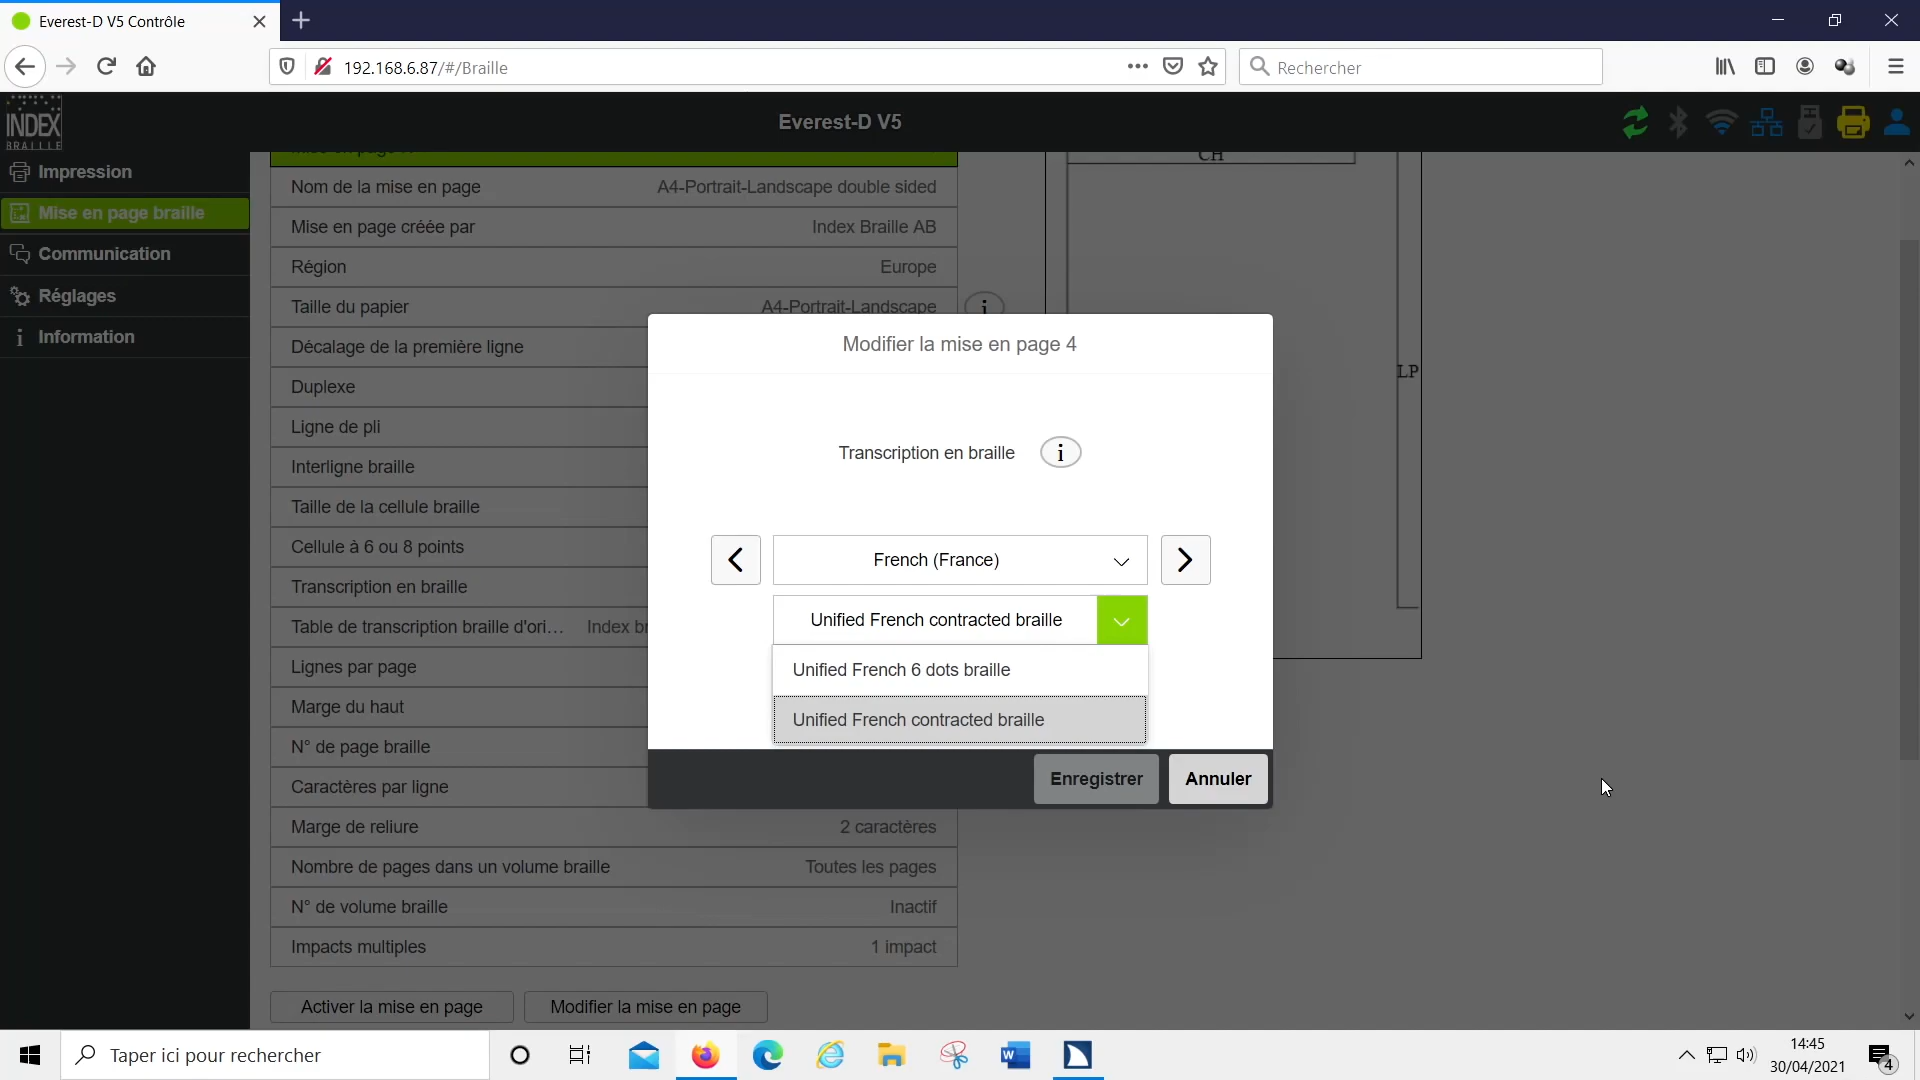 Everest-D V5 Contrôle
192.168.6.87/#/Braille
Rechercher
INDEX
BRAILLE
Everest-D V5
Impression
Mise en page braille
Communication
Réglages
Information
CH
Nom de la mise en page A4-Portrait-Landscape double sided
Mise en page créée par Index Braille AB
Région Europe
Taille du papier A4-Portrait-Landscape i
Décalage de la première ligne
Duplexe
Ligne de pli
Interligne braille
Taille de la cellule braille
Cellule à 6 ou 8 points
Transcription en braille
Table de transcription braille d'ori… Index br
Lignes par page
Marge du haut
N° de page braille
Caractères par ligne
Marge de reliure 2 caractères
Nombre de pages dans un volume braille Toutes les pages
N° de volume braille Inactif
Impacts multiples 1 impact
Activer la mise en page Modifier la mise en page
LP
Modifier la mise en page 4
Transcription en braille i
French (France)
Unified French contracted braille
Unified French 6 dots braille
Unified French contracted braille
Enregistrer Annuler
Taper ici pour rechercher
14:45
30/04/2021
4